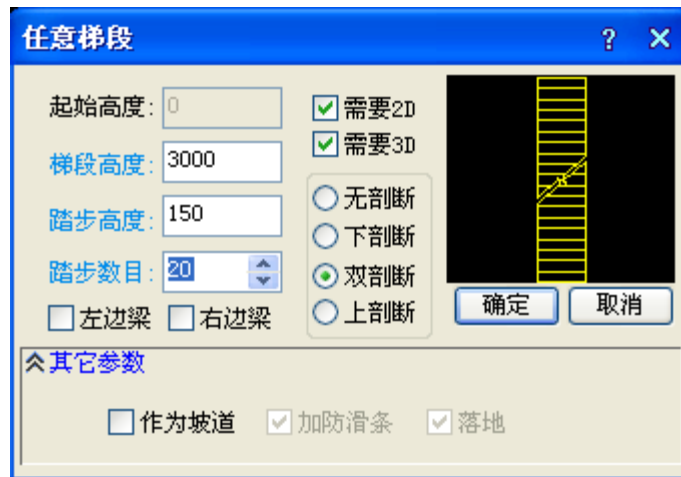 任意梯段
起始高度: 0
梯段高度: 3000
踏步高度: 150
踏步数目: 20
左边梁 右边梁
需要2D
需要3D
无剖断
下剖断
双剖断
上剖断
确定 取消
其它参数
作为坡道 加防滑条 落地